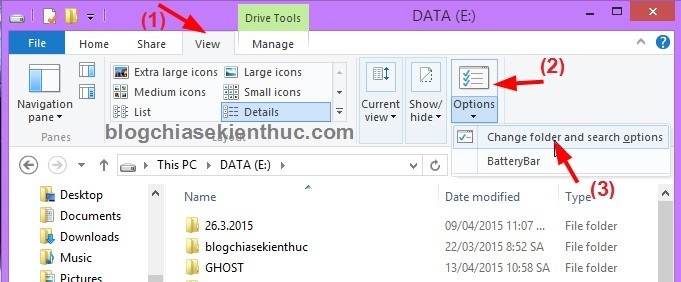 (1)
Drive Tools
DATA (E:)
File
Home
Share
View
Manage
Navigation pane
Extra large icons
Large icons
Medium icons
Small icons
List
Details
Current view
Show/ hide
Options
(2)
Panes
Layout
blogchiasekienthuc.com
Change folder and search options
BatteryBar
(3)
This PC
DATA (E:)
Desktop
Documents
Downloads
Music
Pictures
Name
Date modified
Type
26.3.2015
09/04/2015 11:07 ...
File folder
blogchiasekienthuc
22/03/2015 8:52 SA
File folder
GHOST
13/04/2015 10:58 SA
File folder